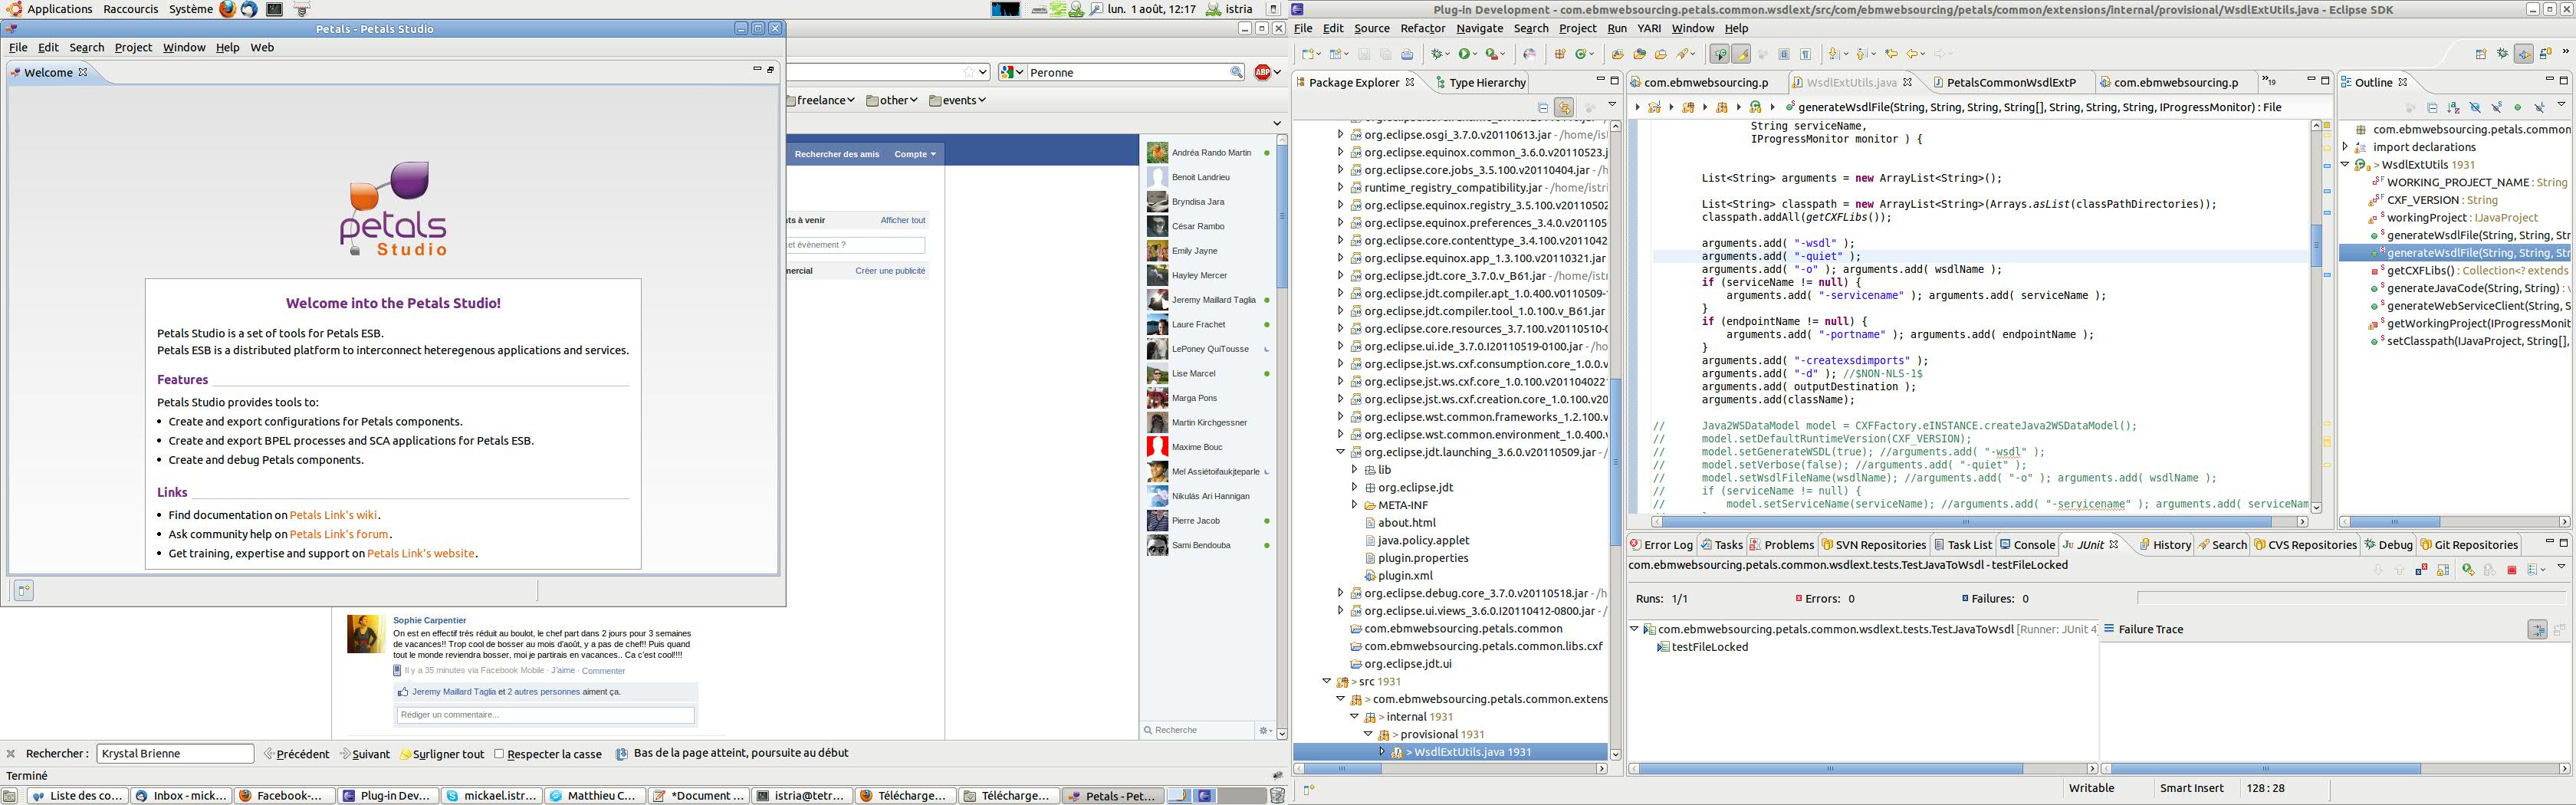 Applications Raccourcis Système
lun. 1 août, 12:17 istria
Petals - Petals Studio
File Edit Search Project Window Help Web
Welcome
petals
Studio
Welcome into the Petals Studio!
Petals Studio is a set of tools for Petals ESB.
Petals ESB is a distributed platform to interconnect heteregenous applications and services.
Features
Petals Studio provides tools to:
Create and export configurations for Petals components.
Create and export BPEL processes and SCA applications for Petals ESB.
Create and debug Petals components.
Links
Find documentation on Petals Link's wiki.
Ask community help on Petals Link's forum.
Get training, expertise and support on Petals Link's website.
Peronne
ABP
freelance other events
Rechercher des amis Compte
ts à venir Afficher tout
cet évènement ?
mercial Créer une publicité
Andréa Rando Martin
Benoit Landrieu
Bryndisa Jara
César Rambo
Emily Jayne
Hayley Mercer
Jeremy Maillard Taglia
Laure Frachet
LePoney QuiTousse
Lise Marcel
Marga Pons
Martin Kirchgessner
Maxime Bouc
Mel Assiétoifaukjteparle
Nikulás Ari Hannigan
Pierre Jacob
Sami Bendouba
Recherche
Sophie Carpentier
On est en effectif très réduit au boulot, le chef part dans 2 jours pour 3 semaines
de vacances!! Trop cool de bosser au mois d'août, y a pas de chef!! Puis quand
tout le monde reviendra bosser, moi je partirais en vacances.. Ca c'est cool!!!!
Il y a 35 minutes via Facebook Mobile · J'aime · Commenter
Jeremy Maillard Taglia et 2 autres personnes aiment ça.
Rédiger un commentaire...
Rechercher : Krystal Brienne Précédent Suivant Surligner tout Respecter la casse Bas de la page atteint, poursuite au début
Terminé
Liste des co... Inbox - mick... Facebook-... Plug-in Dev... mickael.istr... Matthieu C... *Document ... istria@tetr... Télécharge... Télécharge... Petals - Pet...
Plug-in Development - com.ebmwebsourcing.petals.common.wsdlext/src/com/ebmwebsourcing/petals/common/extensions/internal/provisional/WsdlExtUtils.java - Eclipse SDK
File Edit Source Refactor Navigate Search Project Run YARI Window Help
Package Explorer Type Hierarchy
org.eclipse.osgi_3.7.0.v20110613.jar - /home/ist
org.eclipse.equinox.common_3.6.0.v20110523.j
org.eclipse.core.jobs_3.5.100.v20110404.jar - /
runtime_registry_compatibility.jar - /home/istri
org.eclipse.equinox.registry_3.5.100.v20110502
org.eclipse.equinox.preferences_3.4.0.v201105
org.eclipse.core.contenttype_3.4.100.v2011042
org.eclipse.equinox.app_1.3.100.v20110321.jar
org.eclipse.jdt.core_3.7.0.v_B61.jar - /home/istr
org.eclipse.jdt.compiler.apt_1.0.400.v0110509-
org.eclipse.jdt.compiler.tool_1.0.100.v_B61.jar
org.eclipse.core.resources_3.7.100.v20110510-0
org.eclipse.ui.ide_3.7.0.I20110519-0100.jar - /ho
org.eclipse.jst.ws.cxf.consumption.core_1.0.0.v
org.eclipse.jst.ws.cxf.core_1.0.100.v2011040221
org.eclipse.jst.ws.cxf.creation.core_1.0.100.v20
org.eclipse.wst.common.frameworks_1.2.100.v
org.eclipse.wst.common.environment_1.0.400.v
org.eclipse.jdt.launching_3.6.0.v20110509.jar - /
lib
org.eclipse.jdt
META-INF
about.html
java.policy.applet
plugin.properties
plugin.xml
org.eclipse.debug.core_3.7.0.v20110518.jar - /h
org.eclipse.ui.views_3.6.0.I20110412-0800.jar - /
com.ebmwebsourcing.petals.common
com.ebmwebsourcing.petals.common.libs.cxf
org.eclipse.jdt.ui
> src 1931
> com.ebmwebsourcing.petals.common.extens
> internal 1931
> provisional 1931
> WsdlExtUtils.java 1931
com.ebmwebsourcing.p WsdlExtUtils.java PetalsCommonWsdlExtP com.ebmwebsourcing.p »19
generateWsdlFile(String, String, String, String[], String, String, String, IProgressMonitor) : File
String serviceName,
IProgressMonitor monitor ) {
List<String> arguments = new ArrayList<String>();
List<String> classpath = new ArrayList<String>(Arrays.asList(classPathDirectories));
classpath.addAll(getCXFLibs());
arguments.add( "-wsdl" );
arguments.add( "-quiet" );
arguments.add( "-o" ); arguments.add( wsdlName );
if (serviceName != null) {
arguments.add( "-servicename" ); arguments.add( serviceName );
}
if (endpointName != null) {
arguments.add( "-portname" ); arguments.add( endpointName );
}
arguments.add( "-createxsdimports" );
arguments.add( "-d" ); //$NON-NLS-1$
arguments.add( outputDestination );
arguments.add(className);
// Java2WSDataModel model = CXFFactory.eINSTANCE.createJava2WSDataModel();
// model.setDefaultRuntimeVersion(CXF_VERSION);
// model.setGenerateWSDL(true); //arguments.add( "-wsdl" );
// model.setVerbose(false); //arguments.add( "-quiet" );
// model.setWsdlFileName(wsdlName); //arguments.add( "-o" ); arguments.add( wsdlName );
// if (serviceName != null) {
// model.setServiceName(serviceName); //arguments.add( "-servicename" ); arguments.add( serviceNam
Outline
com.ebmwebsourcing.petals.common
import declarations
> WsdlExtUtils 1931
WORKING_PROJECT_NAME : String
CXF_VERSION : String
workingProject : IJavaProject
generateWsdlFile(String, String, Str
generateWsdlFile(String, String, Str
getCXFLibs() : Collection<? extends
generateJavaCode(String, String) : v
generateWebServiceClient(String, S
getWorkingProject(IProgressMonit
setClasspath(IJavaProject, String[],
Error Log Tasks Problems SVN Repositories Task List Console JUnit History Search CVS Repositories Debug Git Repositories
com.ebmwebsourcing.petals.common.wsdlext.tests.TestJavaToWsdl - testFileLocked
Runs: 1/1 Errors: 0 Failures: 0
com.ebmwebsourcing.petals.common.wsdlext.tests.TestJavaToWsdl [Runner: JUnit 4]
testFileLocked
Failure Trace
Writable Smart Insert 128 : 28